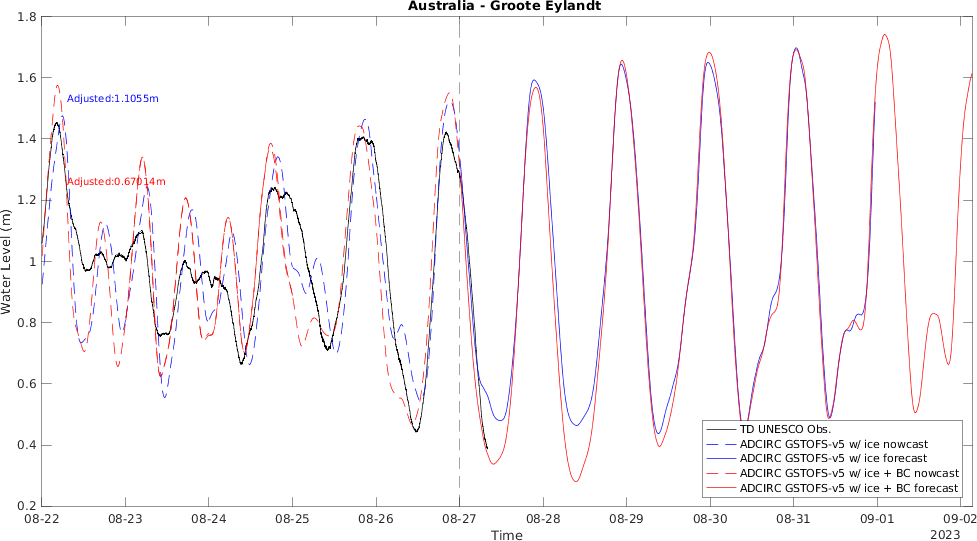 Australia - Groote Eylandt
1.8
1.6
1.4
1.2
1
0.8
0.6
0.4
0.2
Water Level (m)
Adjusted:1.1055m
Adjusted:0.67014m
TD UNESCO Obs.
ADCIRC GSTOFS-v5 w/ ice nowcast
ADCIRC GSTOFS-v5 w/ ice forecast
ADCIRC GSTOFS-v5 w/ ice + BC nowcast
ADCIRC GSTOFS-v5 w/ ice + BC forecast
08-22 08-23 08-24 08-25 08-26 08-27 08-28 08-29 08-30 08-31 09-01 09-02
Time
2023